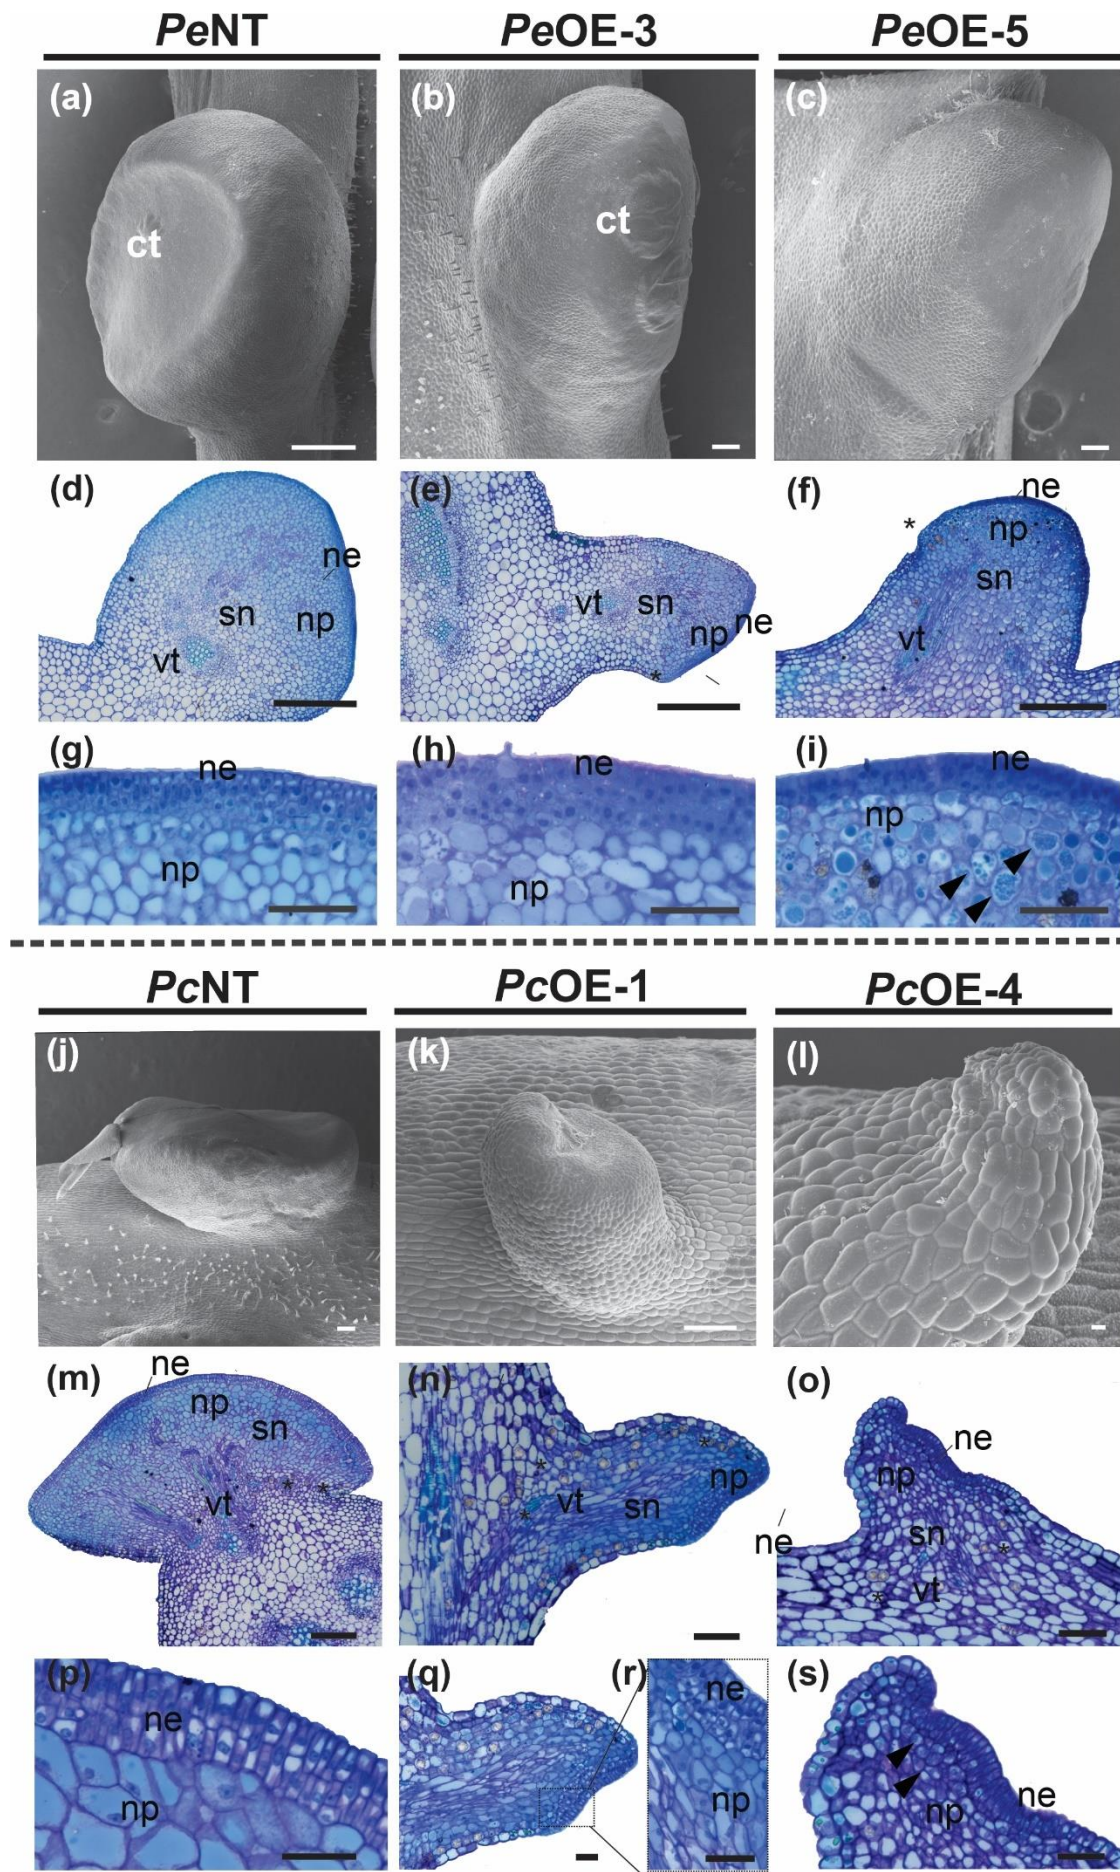 PeNT PeOE-3 PeOE-5
(a) (b) (c)
ct ct
(d) (e) (f)
ne
np
ne sn
sn np vt sn vt
vt np ne
* *
(g) (h) (i)
ne ne ne
np np np
PcNT PcOE-1 PcOE-4
(j) (k) (l)
(m) (n) (o)
ne np sn vt * *
* np vt sn *
ne np sn * vt * ne
(p) (q) (r) (s)
ne np
ne np
np ne